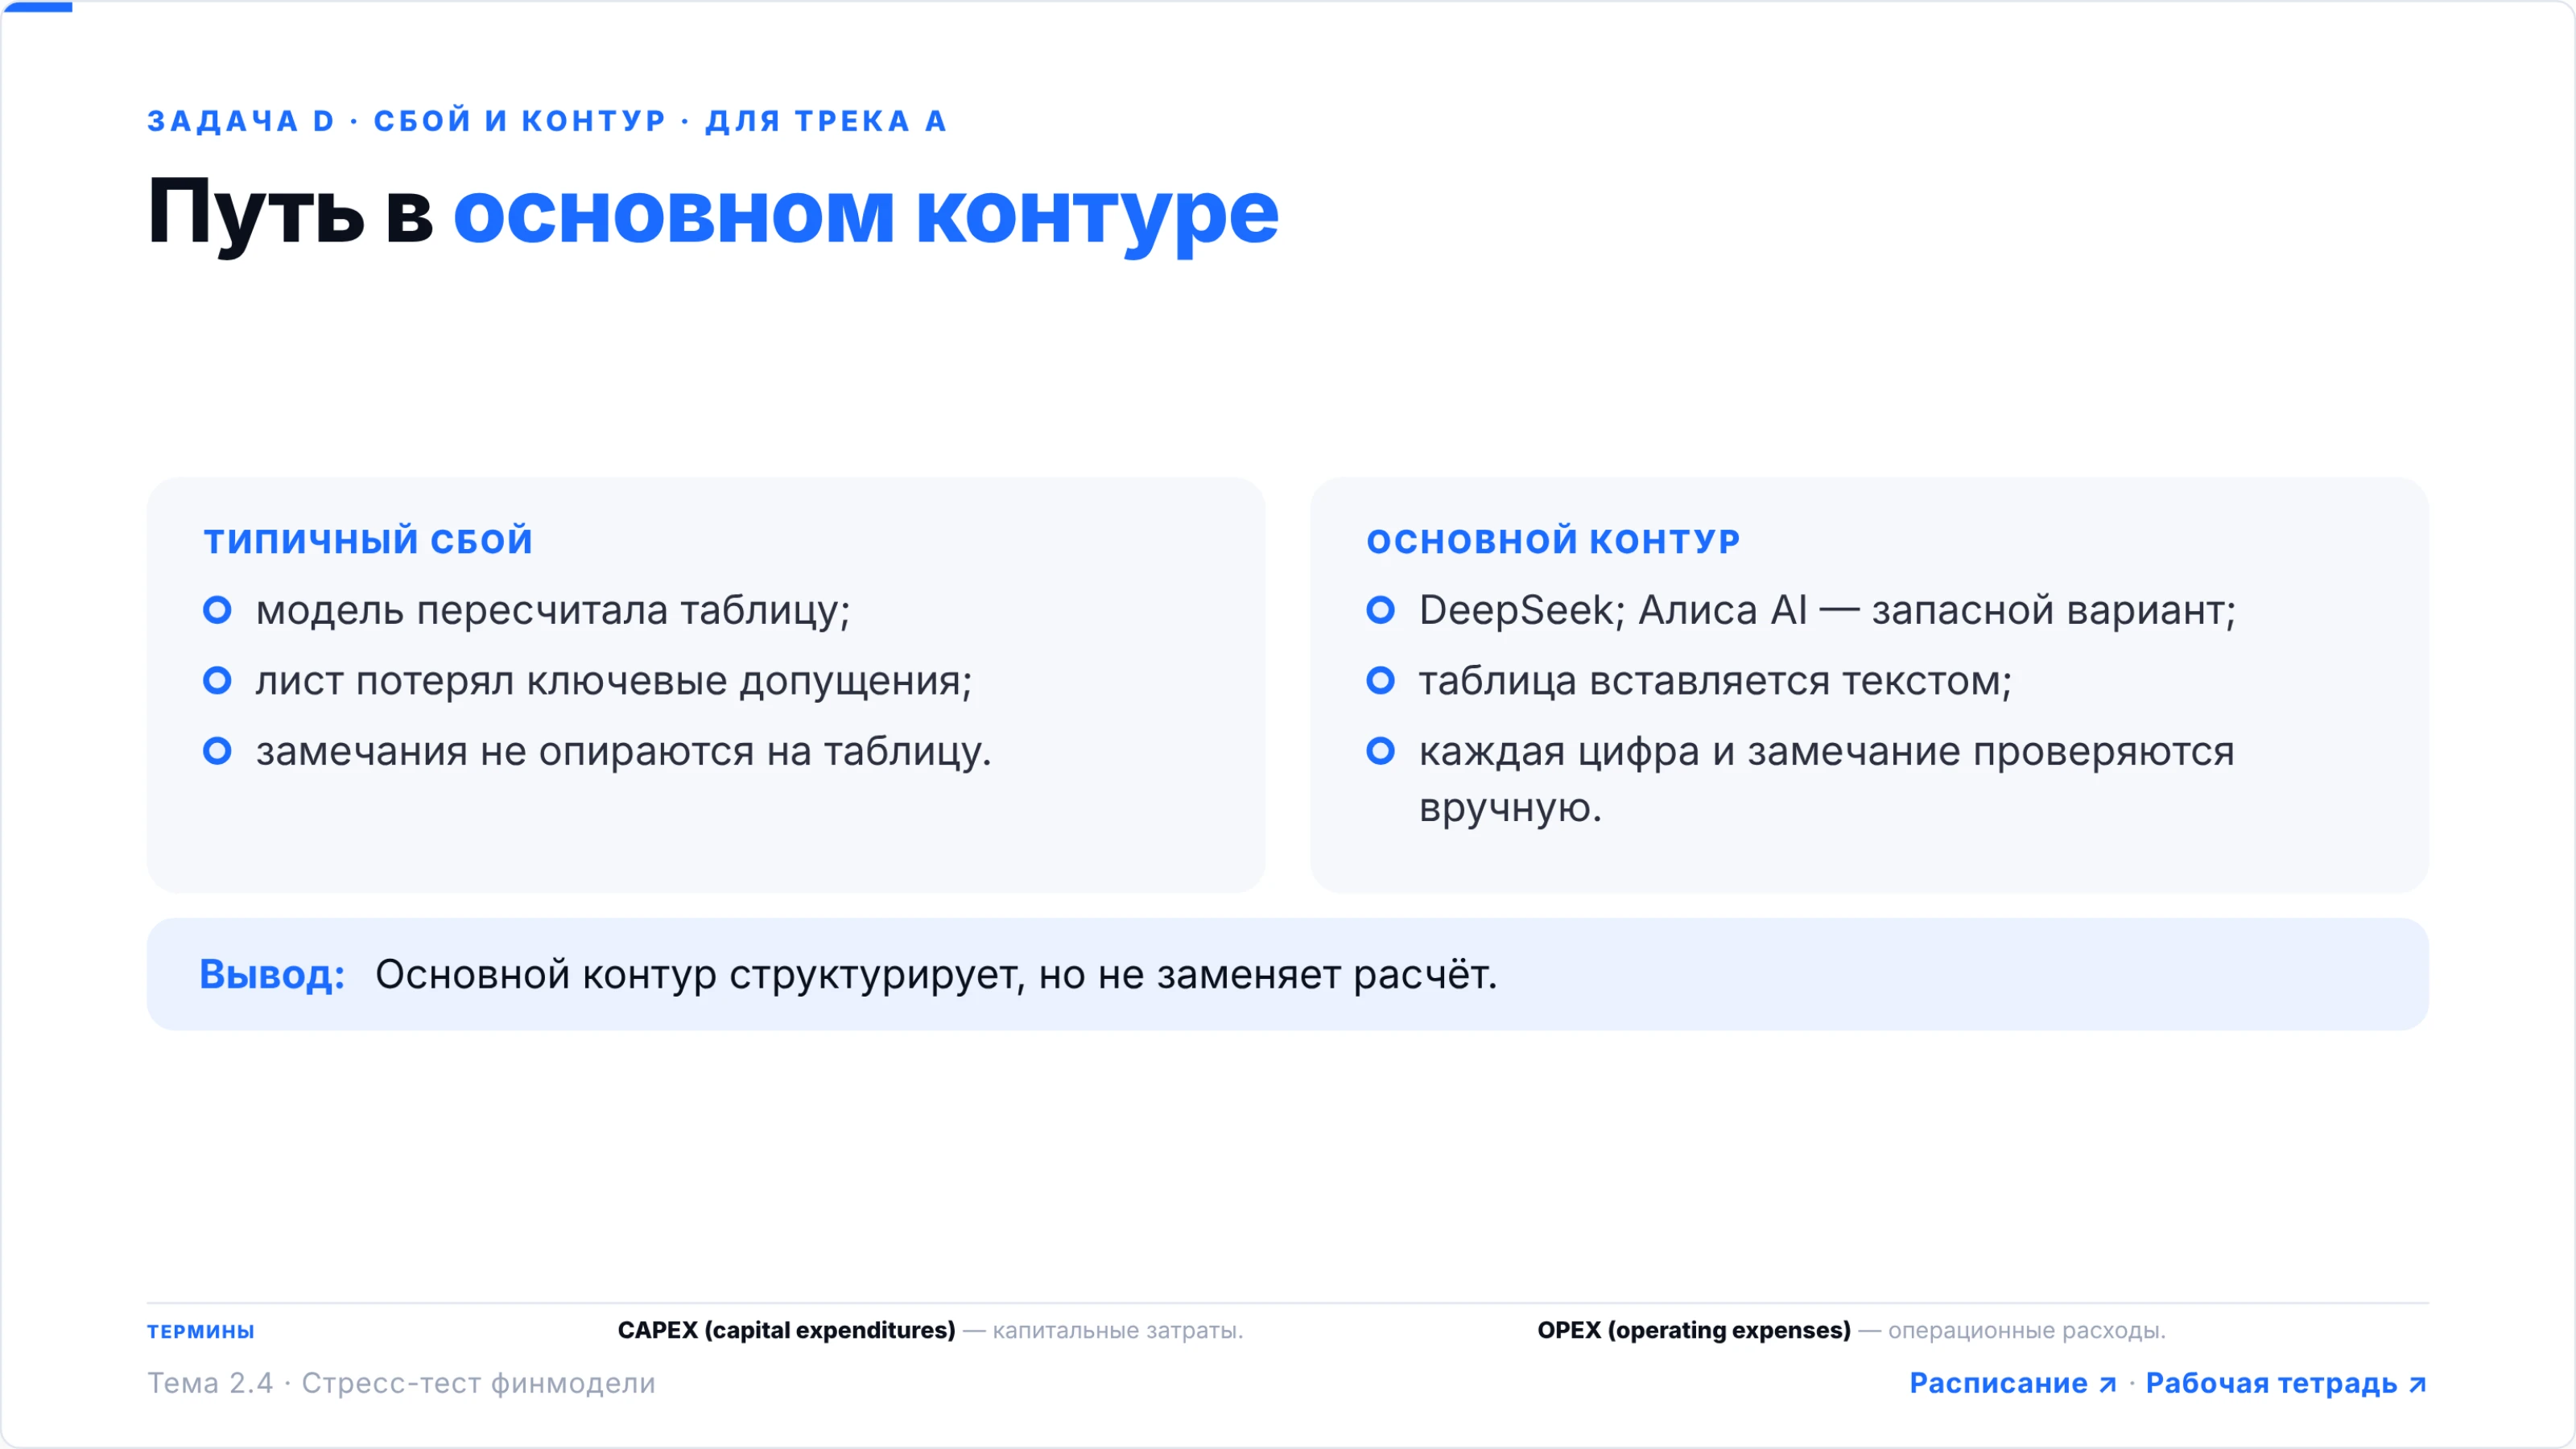 ЗАДАЧА D · СБОЙ И КОНТУР · ДЛЯ ТРЕКА А
Путь в основном контуре
ТИПИЧНЫЙ СБОЙ
модель пересчитала таблицу;
лист потерял ключевые допущения;
замечания не опираются на таблицу.
ОСНОВНОЙ КОНТУР
DeepSeek; Алиса AI — запасной вариант;
таблица вставляется текстом;
каждая цифра и замечание проверяются
вручную.
Вывод: Основной контур структурирует, но не заменяет расчёт.
ТЕРМИНЫ
CAPEX (capital expenditures) — капитальные затраты.
OPEX (operating expenses) — операционные расходы.
Тема 2.4 · Стресс-тест финмодели
Расписание ↗ · Рабочая тетрадь ↗